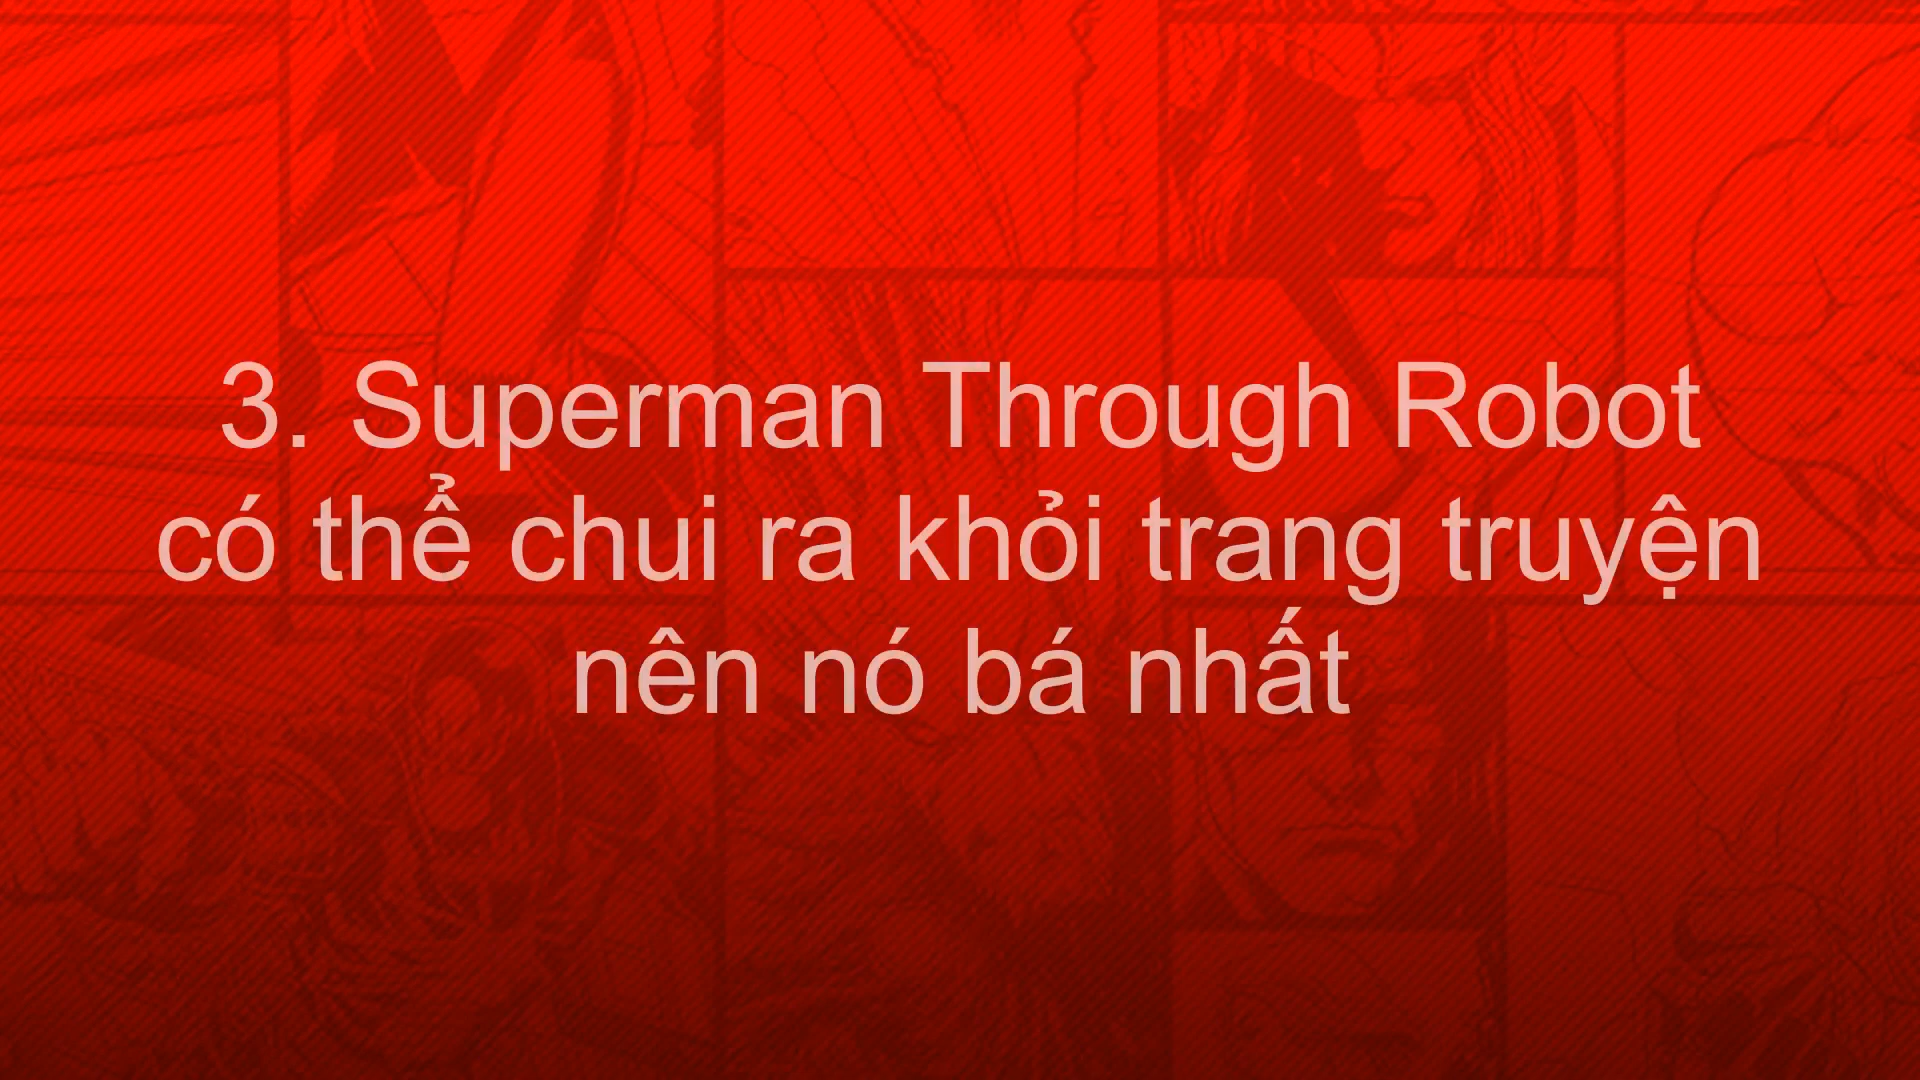 3. Superman Through Robot
có thể chui ra khỏi trang truyện
nên nó bá nhất